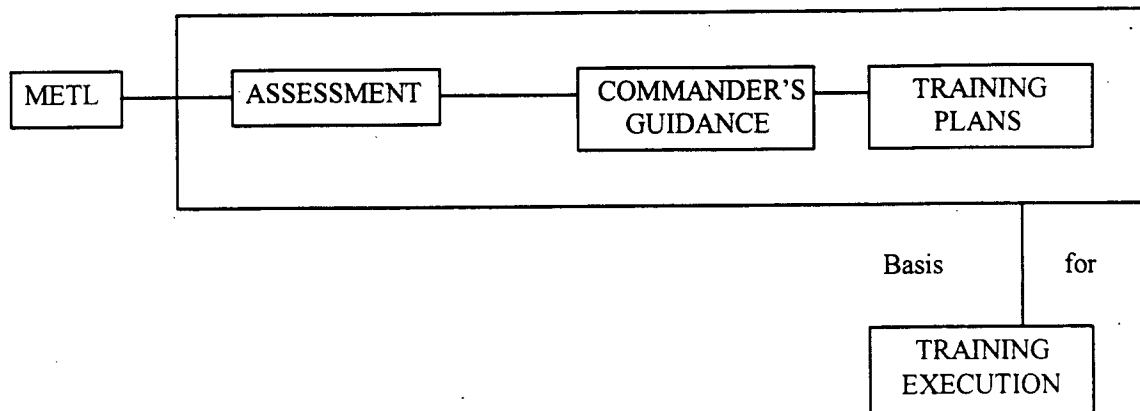 METL
ASSESSMENT
COMMANDER'S
GUIDANCE
TRAINING
PLANS
Basis for
TRAINING
EXECUTION